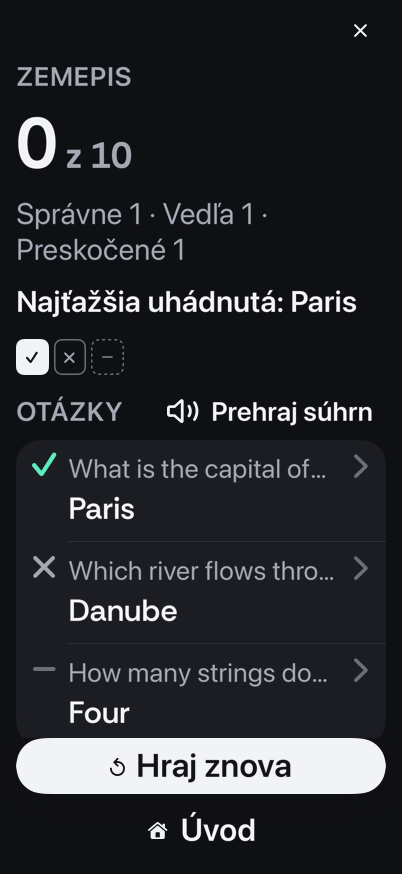 ZEMEPIS
0 z 10
Správne 1 · Vedľa 1 ·
Preskočené 1
Najťažšia uhádnutá: Paris
OTÁZKY
Prehraj súhrn
What is the capital of…
Paris
Which river flows thro…
Danube
How many strings do…
Four
Hraj znova
Úvod